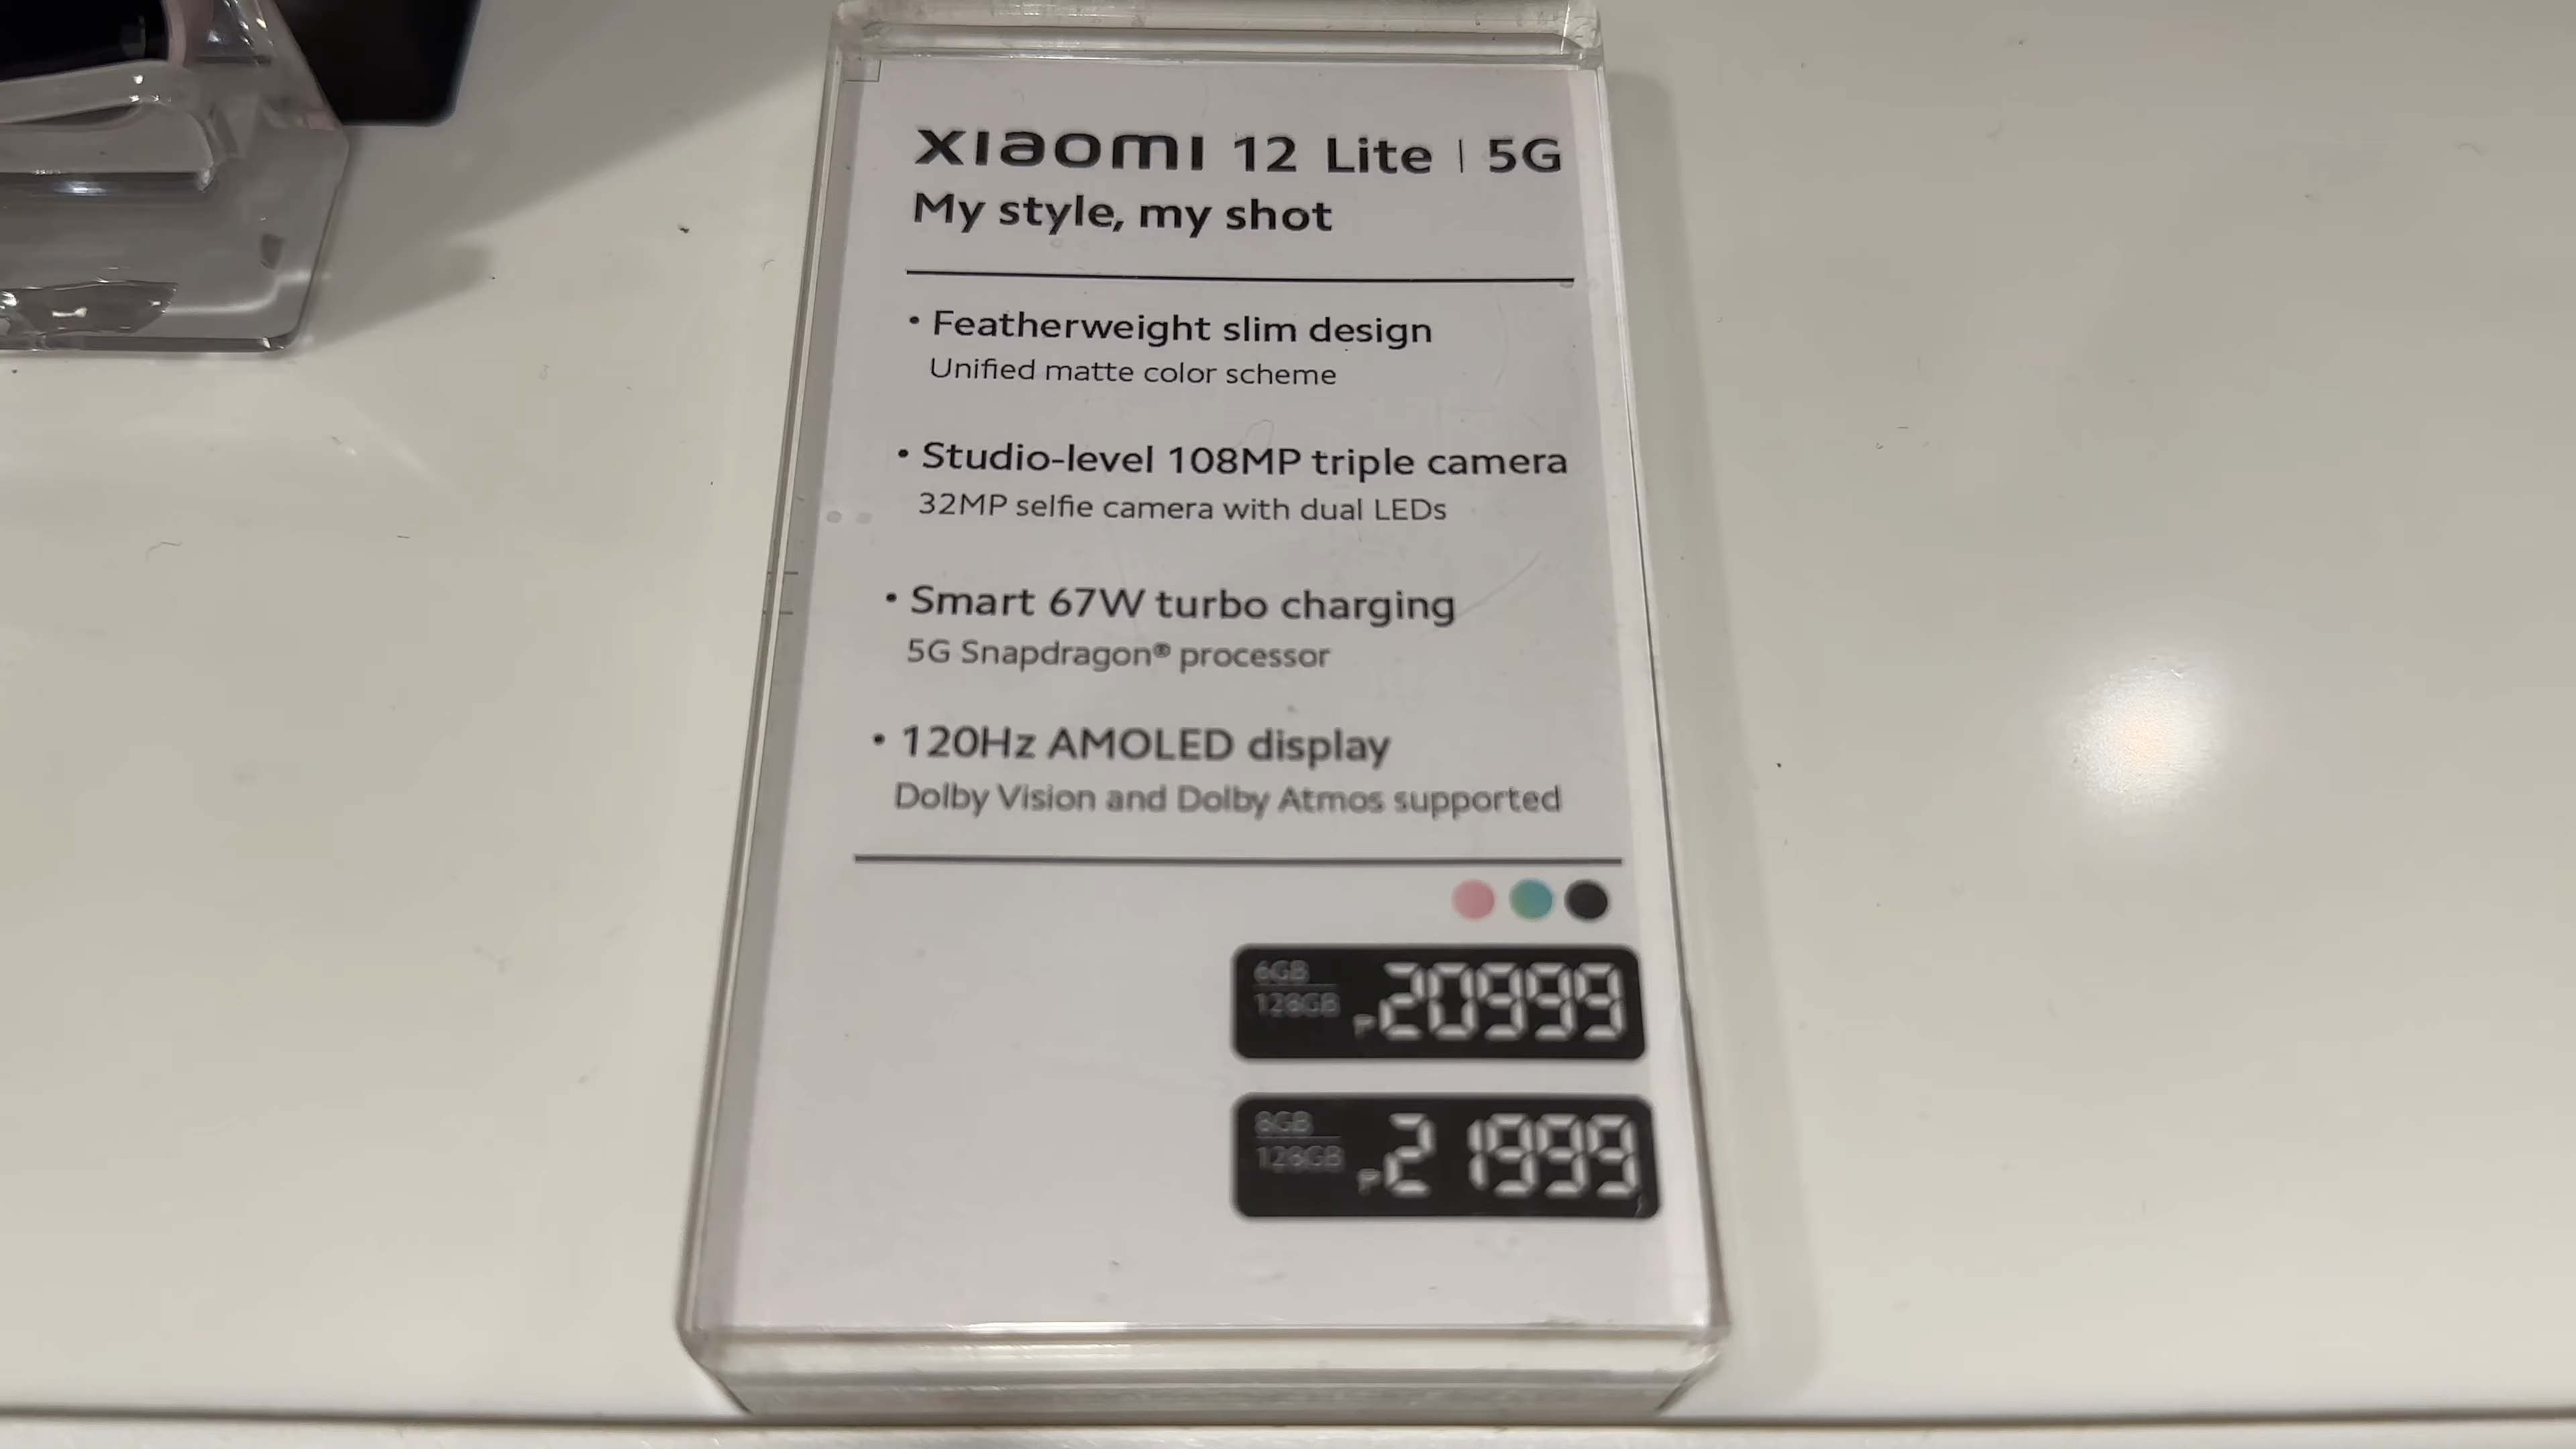 xiaomi 12 Lite | 5G
My style, my shot
• Featherweight slim design
Unified matte color scheme
• Studio-level 108MP triple camera
32MP selfie camera with dual LEDs
• Smart 67W turbo charging
5G Snapdragon® processor
• 120Hz AMOLED display
Dolby Vision and Dolby Atmos supported
6GB
128GB
₱20999
8GB
128GB
₱21999